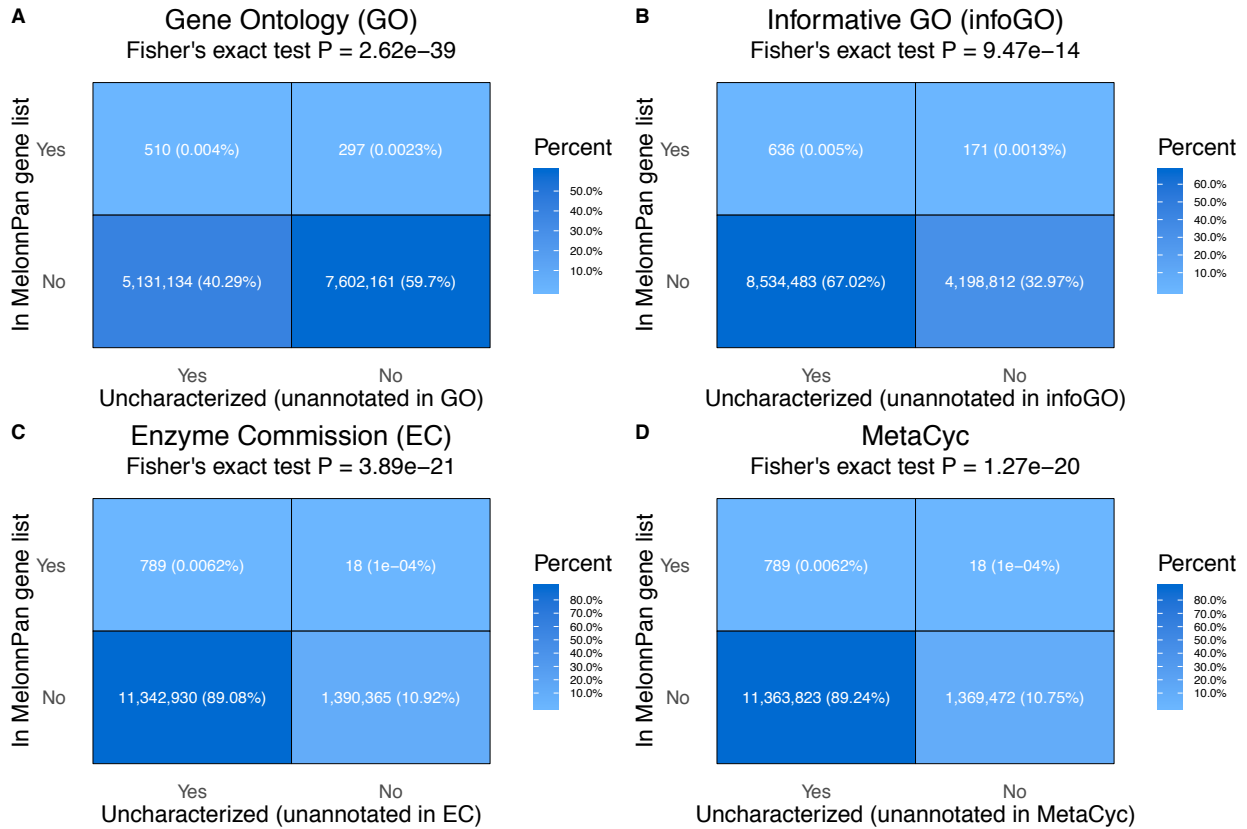 A
Gene Ontology (GO)
Fisher's exact test P = 2.62e−39
In MelonnPan gene list
Yes
No
510 (0.004%)
297 (0.0023%)
5,131,134 (40.29%)
7,602,161 (59.7%)
Yes
No
Uncharacterized (unannotated in GO)
Percent
50.0%
40.0%
30.0%
20.0%
10.0%
B
Informative GO (infoGO)
Fisher's exact test P = 9.47e−14
In MelonnPan gene list
Yes
No
636 (0.005%)
171 (0.0013%)
8,534,483 (67.02%)
4,198,812 (32.97%)
Yes
No
Uncharacterized (unannotated in infoGO)
Percent
60.0%
50.0%
40.0%
30.0%
20.0%
10.0%
C
Enzyme Commission (EC)
Fisher's exact test P = 3.89e−21
In MelonnPan gene list
Yes
No
789 (0.0062%)
18 (1e−04%)
11,342,930 (89.08%)
1,390,365 (10.92%)
Yes
No
Uncharacterized (unannotated in EC)
Percent
80.0%
70.0%
60.0%
50.0%
40.0%
30.0%
20.0%
10.0%
D
MetaCyc
Fisher's exact test P = 1.27e−20
In MelonnPan gene list
Yes
No
789 (0.0062%)
18 (1e−04%)
11,363,823 (89.24%)
1,369,472 (10.75%)
Yes
No
Uncharacterized (unannotated in MetaCyc)
Percent
80.0%
70.0%
60.0%
50.0%
40.0%
30.0%
20.0%
10.0%